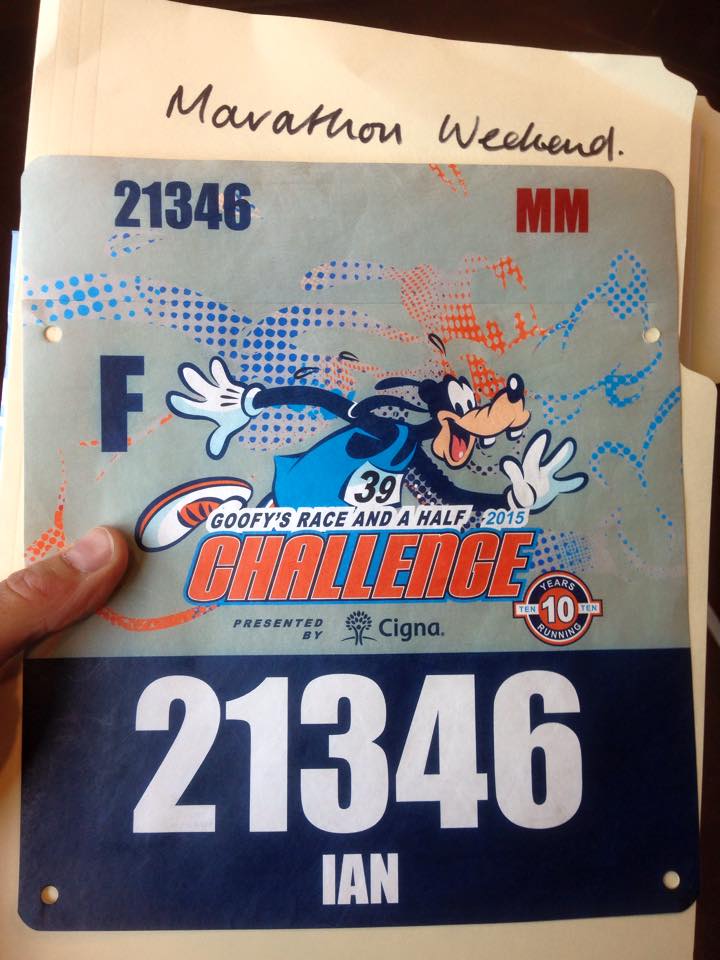 Marathon Weekend.
21346 MM
F
39
GOOFY'S RACE AND A HALF 2015
CHALLENGE
PRESENTED
BY
Cigna.
YEARS
TEN 10 TEN
RUNNING
21346
IAN